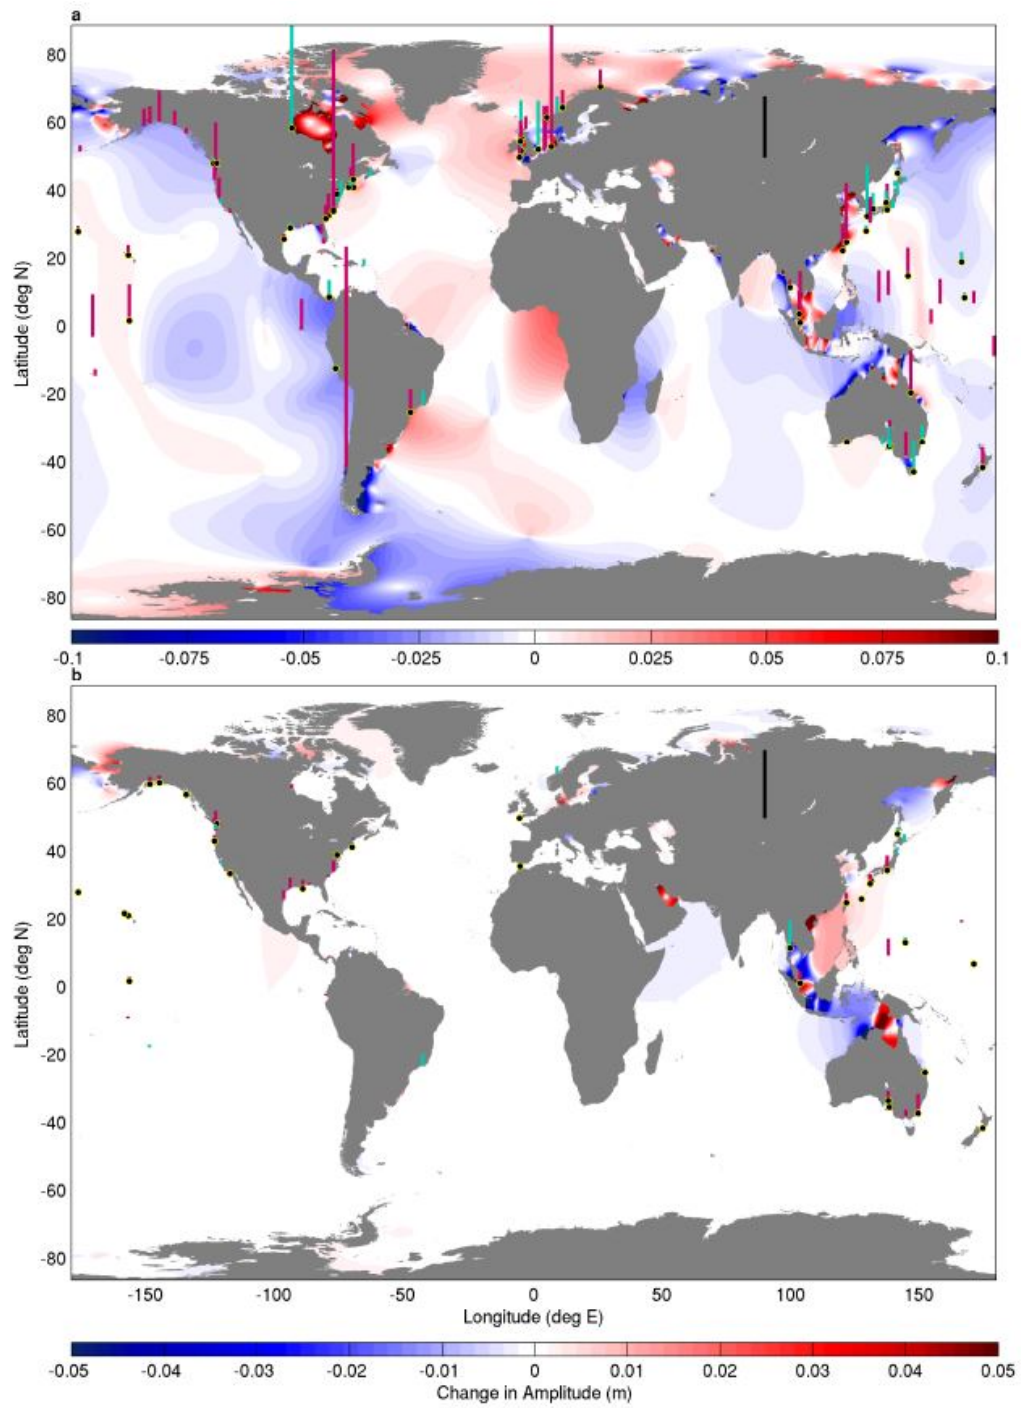 a
80
60
40
20
0
-20
-40
-60
-80
Latitude (deg N)
-0.1 -0.075 -0.05 -0.025 0 0.025 0.05 0.075 0.1
b
80
60
40
20
0
-20
-40
-60
-80
Latitude (deg N)
-150 -100 -50 0 50 100 150
Longitude (deg E)
-0.05 -0.04 -0.03 -0.02 -0.01 0 0.01 0.02 0.03 0.04 0.05
Change in Amplitude (m)